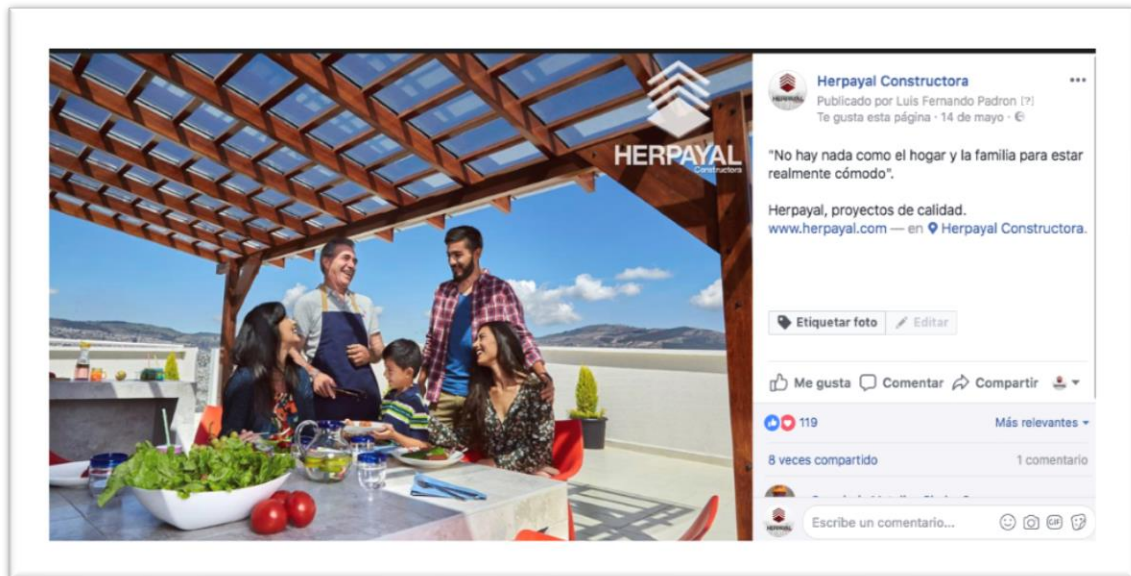 HERPAYAL
Constructora
HERPAYAL
Herpayal Constructora
Publicado por Luis Fernando Padron [?]
Te gusta esta página · 14 de mayo ·
"No hay nada como el hogar y la familia para estar
realmente cómodo".
Herpayal, proyectos de calidad.
www.herpayal.com — en Herpayal Constructora.
Etiquetar foto Editar
Me gusta Comentar Compartir
119 Más relevantes
8 veces compartido 1 comentario
HERPAYAL
Escribe un comentario... GIF